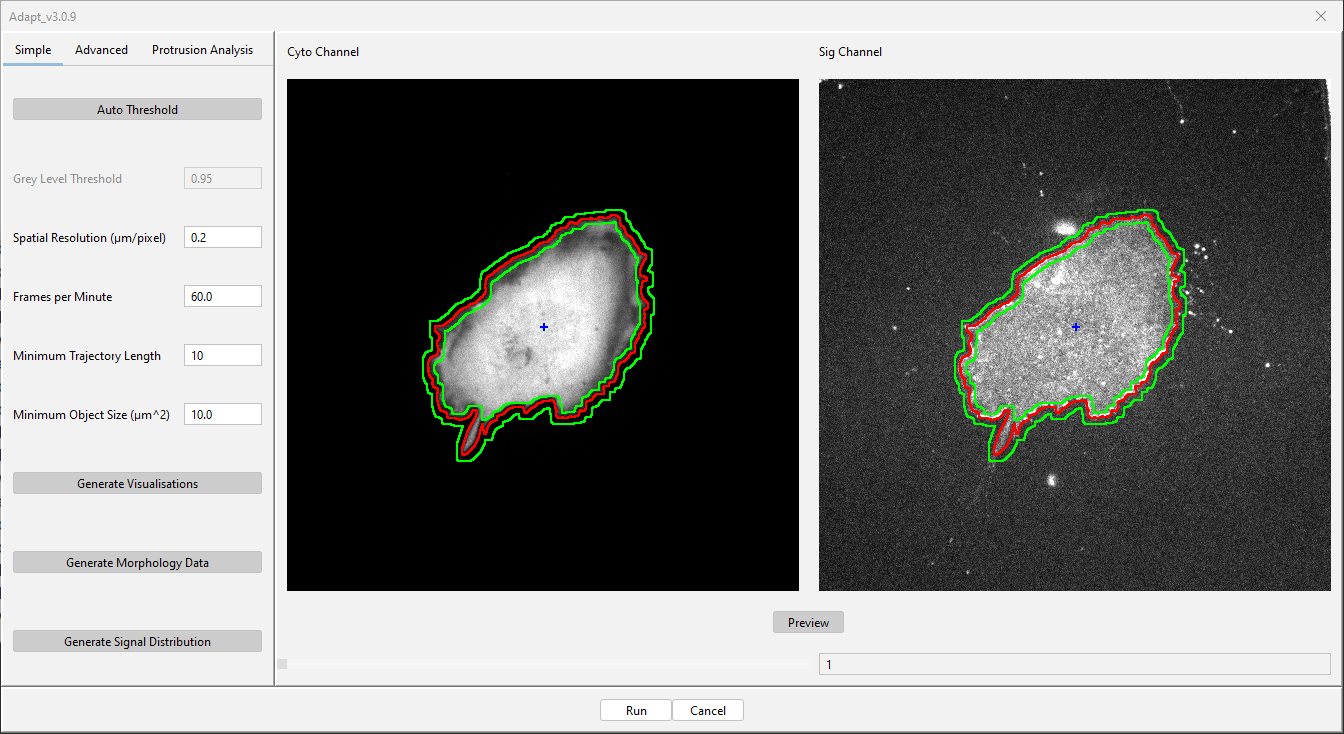 Adapt_v3.0.9
Simple Advanced Protrusion Analysis
Cyto Channel
Sig Channel
Auto Threshold
Grey Level Threshold 0.95
Spatial Resolution (µm/pixel) 0.2
Frames per Minute 60.0
Minimum Trajectory Length 10
Minimum Object Size (µm^2) 10.0
Generate Visualisations
Generate Morphology Data
Generate Signal Distribution
Preview
1
Run Cancel